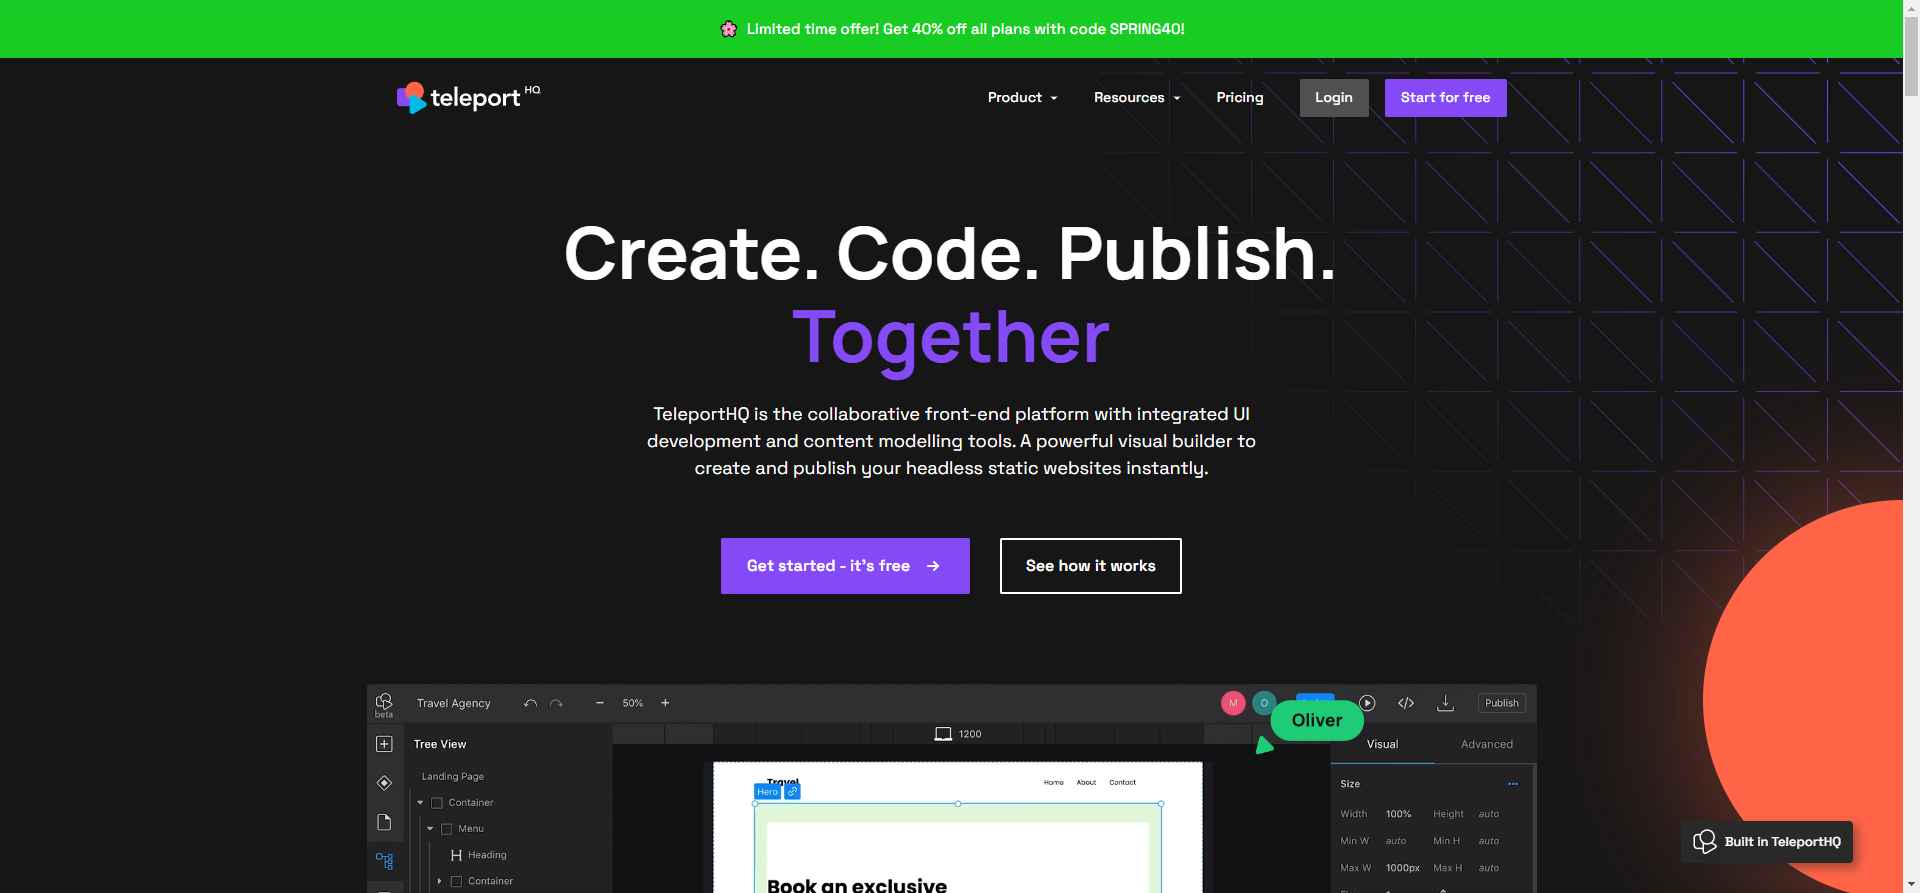 Limited time offer! Get 40% off all plans with code SPRING40!
teleport HQ
Product
Resources
Pricing
Login
Start for free
Create. Code. Publish.
Together
TeleportHQ is the collaborative front-end platform with integrated UI
development and content modelling tools. A powerful visual builder to
create and publish your headless static websites instantly.
Get started - it's free
See how it works
beta
Travel Agency
50%
M
O
Publish
Oliver
Tree View
1200
Visual
Advanced
Landing Page
Travel
Home
About
Contact
Size
Hero
Container
Width
100%
Height
auto
Menu
Min W
auto
Min H
auto
Built in TeleportHQ
Heading
Max W
1000px
Max H
auto
Container
Book an exclusive